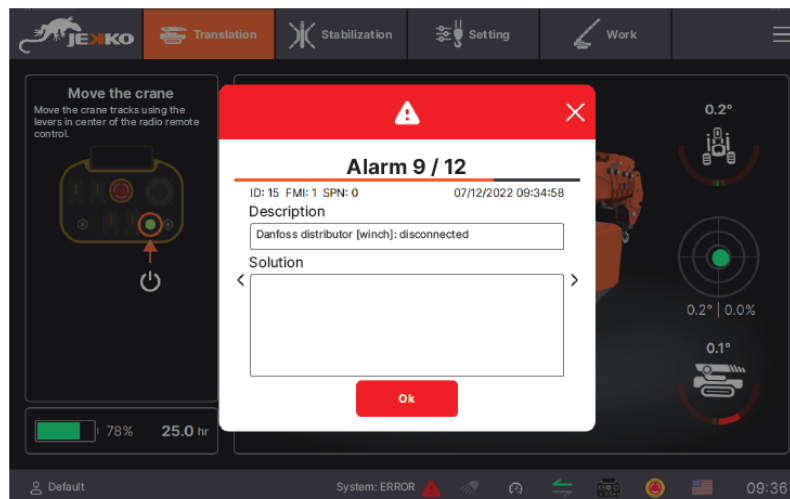 JEKKO
Translation
Stabilization
Setting
Work
Move the crane
Move the crane tracks using the
levers in center of the radio remote
control.
78%
25.0 hr
Alarm 9 / 12
ID: 15 FMI: 1 SPN: 0
07/12/2022 09:34:58
Description
Danfoss distributor [winch]: disconnected
Solution
Ok
0.2°
0.2° | 0.0%
0.1°
Default
System: ERROR
09:36